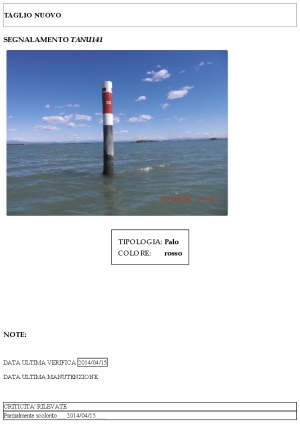 TAGLIO NUOVO
SEGNALAMENTO TANU141
TIPOLOGIA: Palo
COLORE: rosso
NOTE:
DATA ULTIMA VERIFICA 2014/04/15
DATA ULTIMA MANUTENZIONE
CRITICITA' RILEVATE
Parzialmente scolorito 2014/04/15